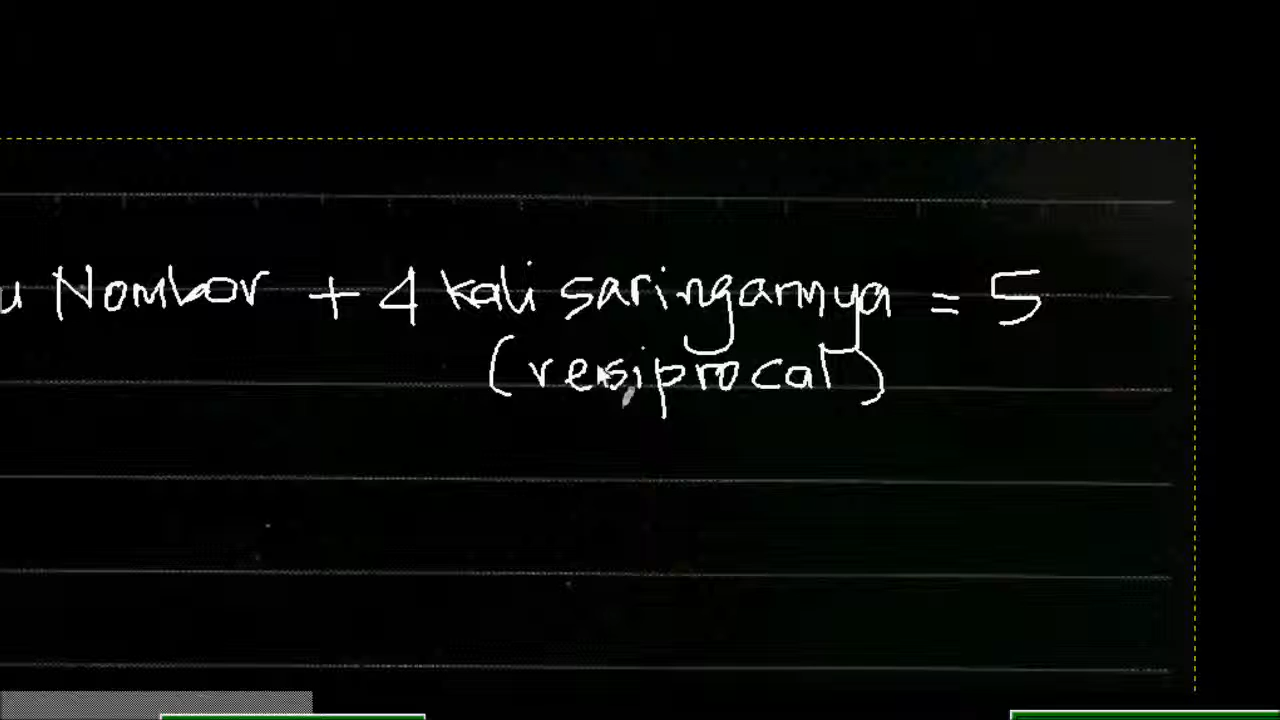 u Nombor + 4 kali saringannya = 5
(resiprocal)